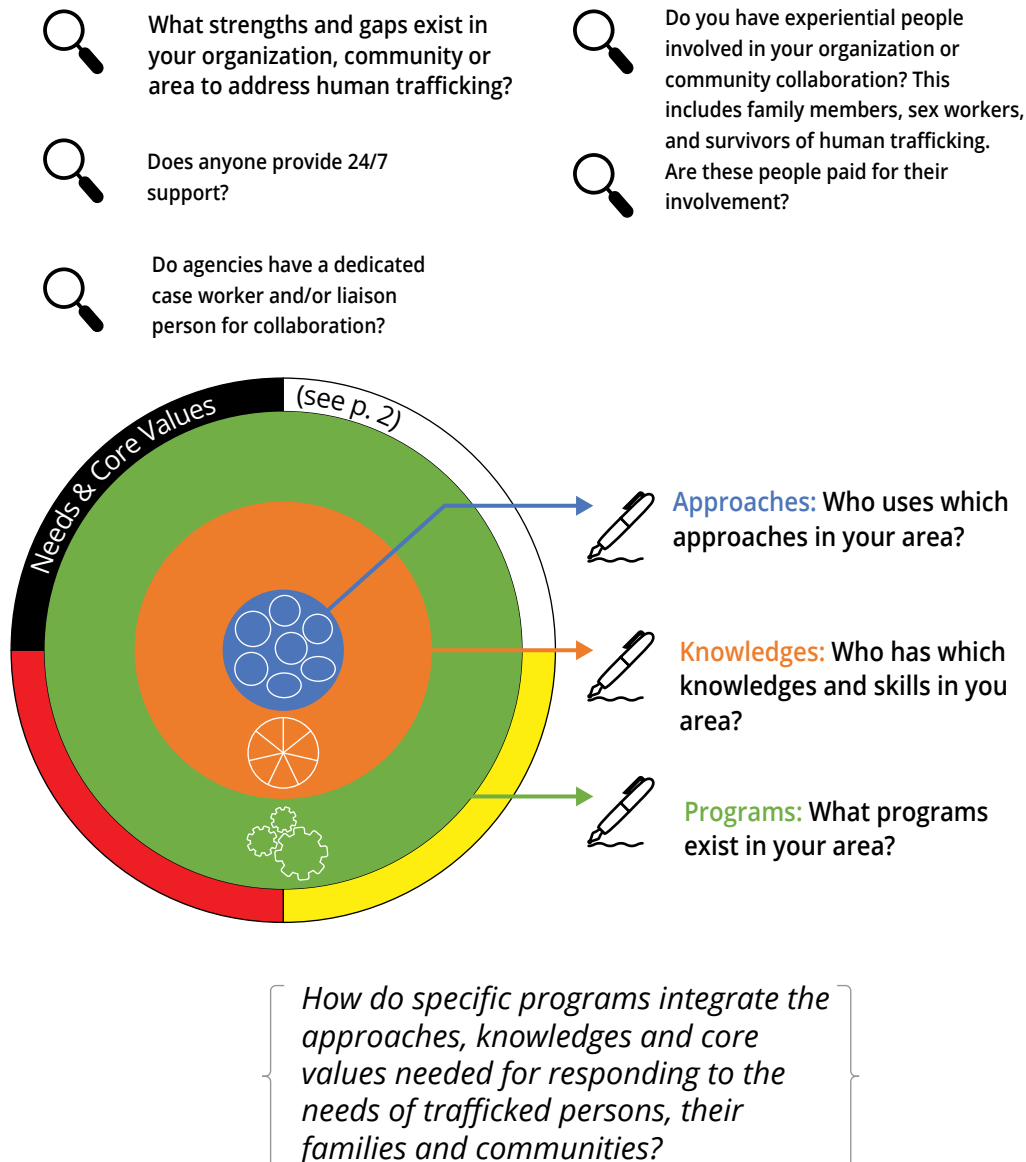 What strengths and gaps exist in
your organization, community or
area to address human trafficking?
Does anyone provide 24/7
support?
Do agencies have a dedicated
case worker and/or liaison
person for collaboration?
Do you have experiential people
involved in your organization or
community collaboration? This
includes family members, sex workers,
and survivors of human trafficking.
Are these people paid for their
involvement?
Needs & Core Values
(see p. 2)
Approaches: Who uses which
approaches in your area?
Knowledges: Who has which
knowledges and skills in you
area?
Programs: What programs
exist in your area?
How do specific programs integrate the
approaches, knowledges and core
values needed for responding to the
needs of trafficked persons, their
families and communities?